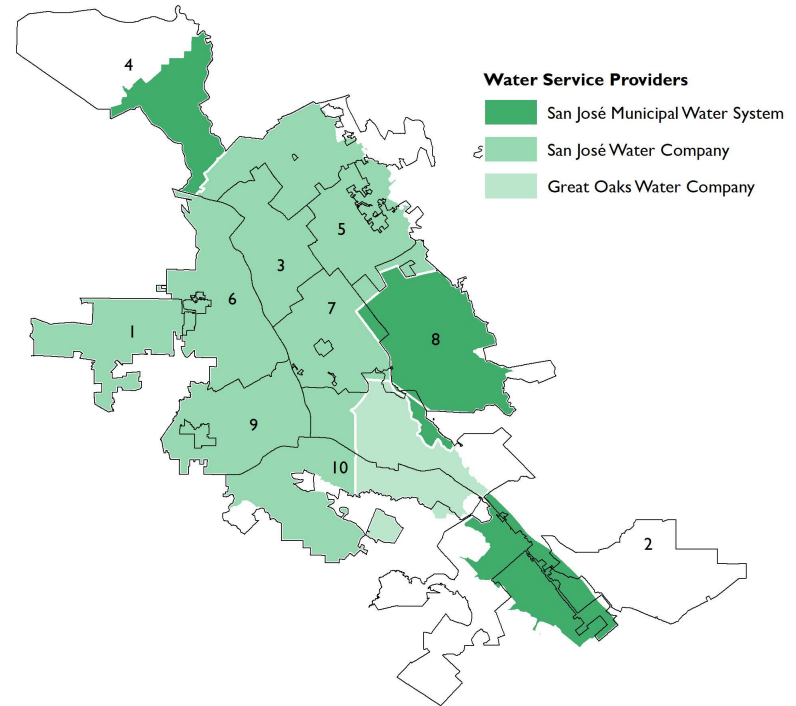 4
Water Service Providers
San José Municipal Water System
San José Water Company
Great Oaks Water Company
5
3
6
7
1
8
9
10
2